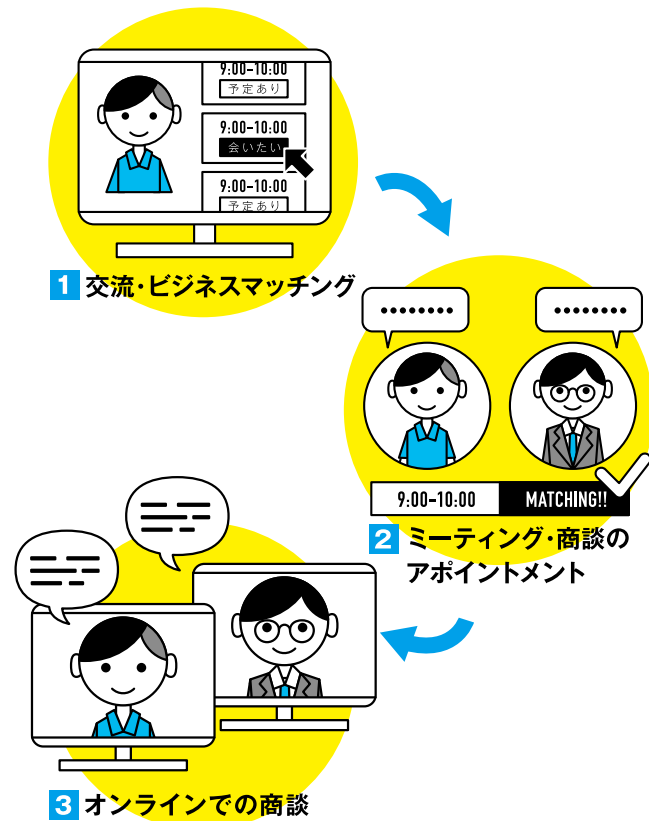 9:00-10:00
予定あり
9:00-10:00
会いたい
9:00-10:00
予定あり
1 交流・ビジネスマッチング
9:00-10:00 MATCHING!!
2 ミーティング・商談の
アポイントメント
3 オンラインでの商談